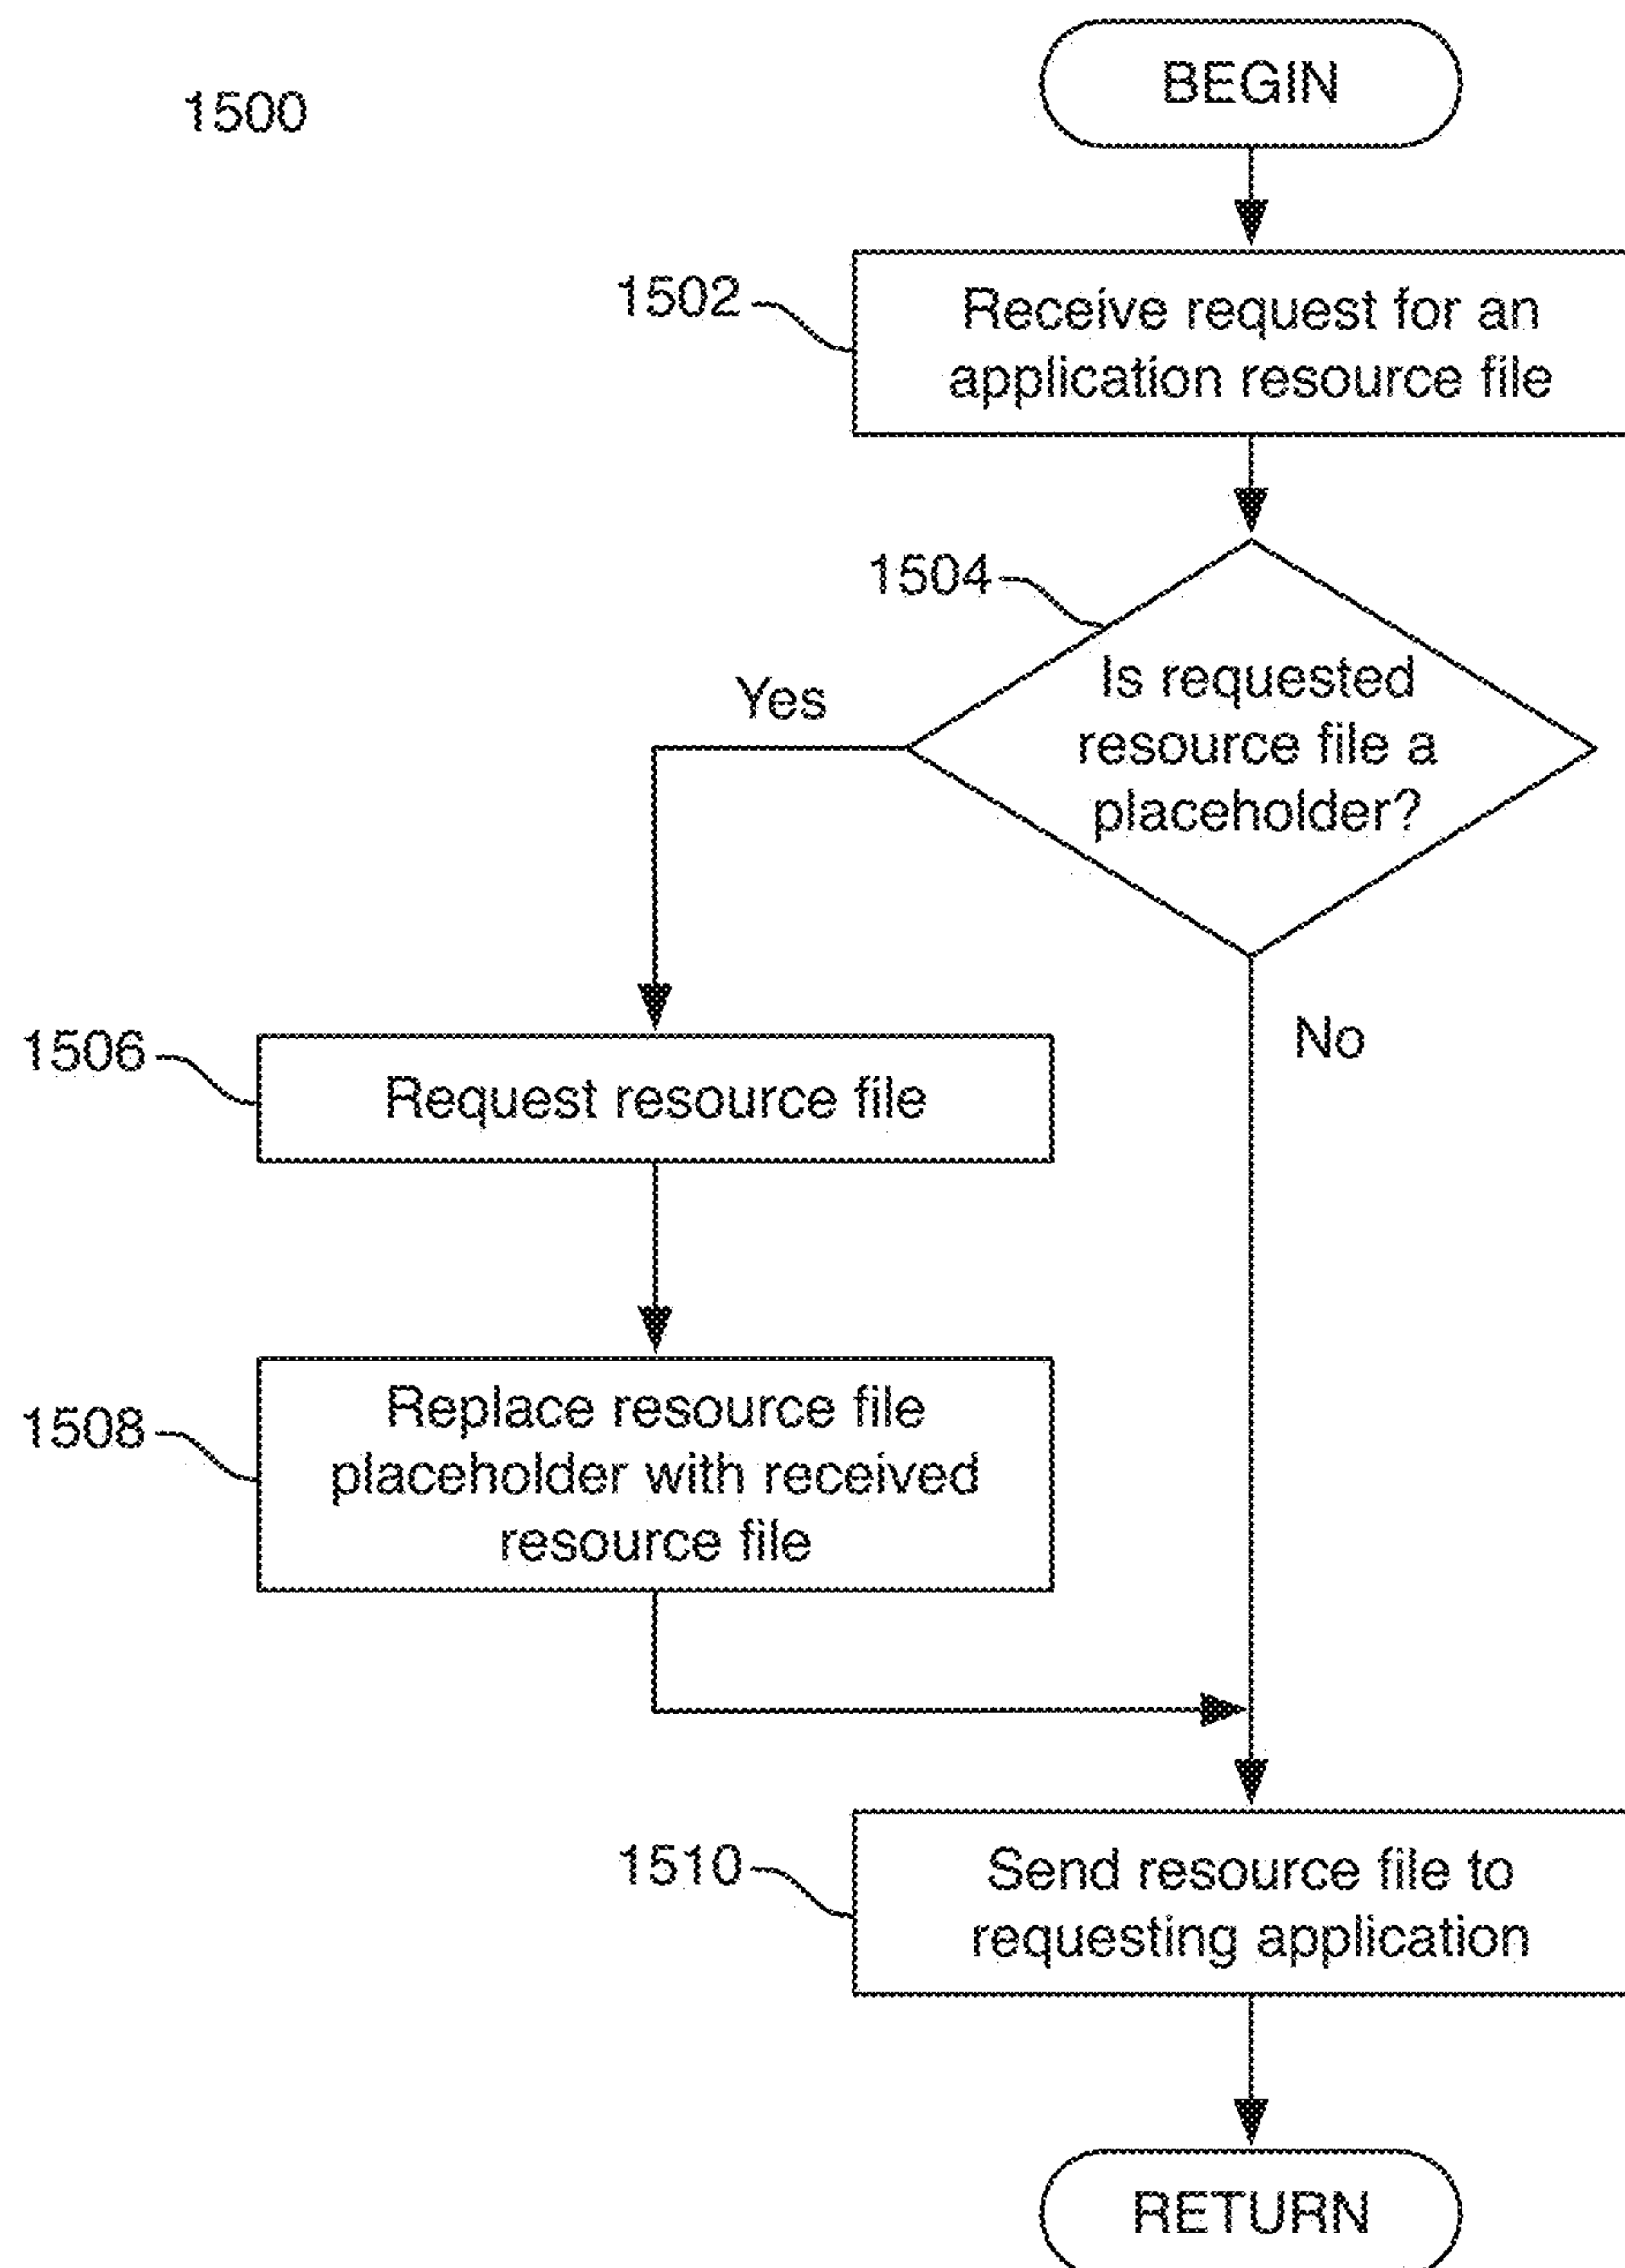 1500
BEGIN
1502
Receive request for an
application resource file
1504
Is requested
resource file a
placeholder?
Yes
No
1506
Request resource file
1508
Replace resource file
placeholder with received
resource file
1510
Send resource file to
requesting application
RETURN